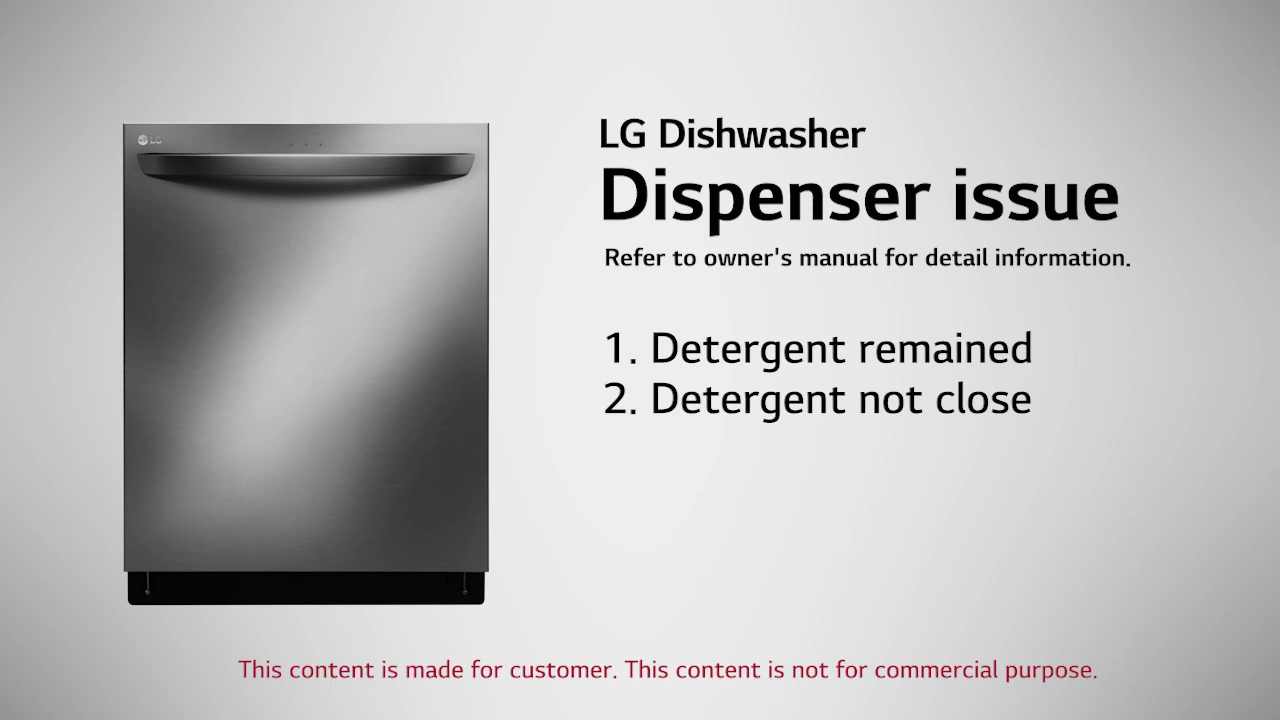 LG
LG Dishwasher
Dispenser issue
Refer to owner's manual for detail information.
1. Detergent remained
2. Detergent not close
This content is made for customer. This content is not for commercial purpose.